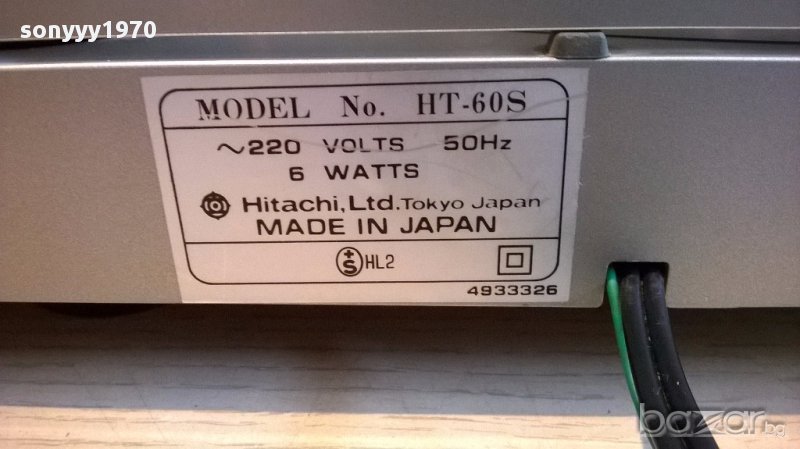 sonyyy1970
MODEL No. HT-60S
~220 VOLTS 50Hz
6 WATTS
Hitachi, Ltd. Tokyo Japan
MADE IN JAPAN
+S HL2
4933326
bazar.bg